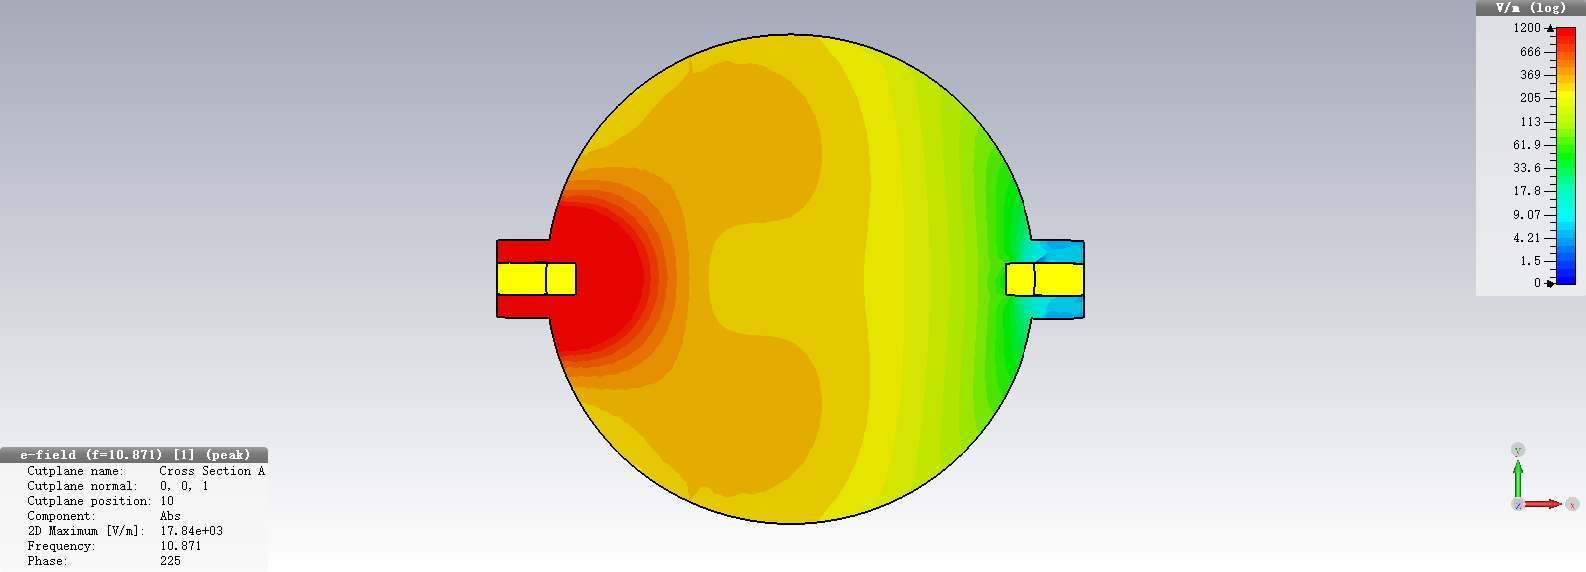 V/m (log)
1200
666
369
205
113
61.9
33.6
17.8
9.07
4.21
1.5
0
e-field (f=10.871) [1] (peak)
Cutplane name: Cross Section A
Cutplane normal: 0, 0, 1
Cutplane position: 10
Component: Abs
2D Maximum [V/m]: 17.84e+03
Frequency: 10.871
Phase: 225
Y
Z
X